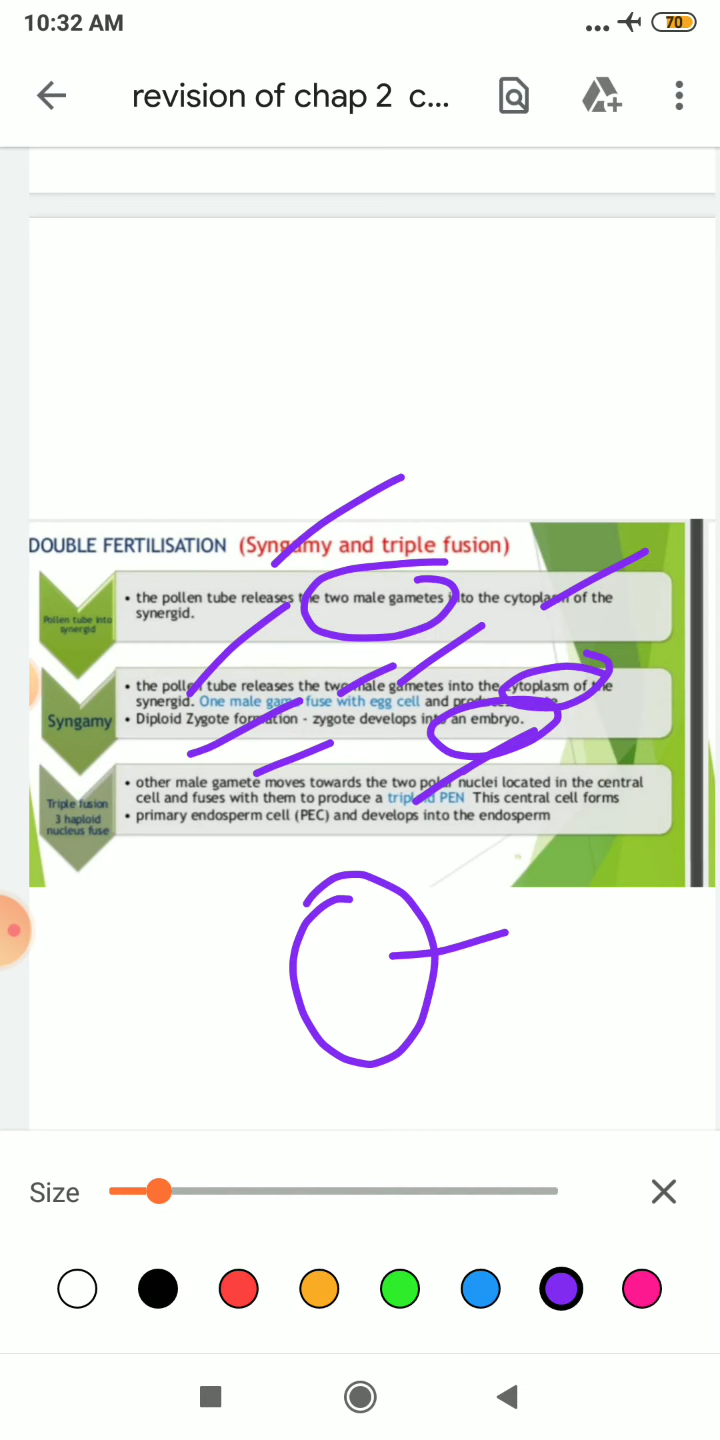 10:32 AM
70
revision of chap 2 c...
DOUBLE FERTILISATION (Syngamy and triple fusion)
Pollen tube into
synergid
• the pollen tube releases the two male gametes into the cytoplasm of the
synergid.
Syngamy
• the pollen tube releases the two male gametes into the cytoplasm of the
synergid. One male gamete fuse with egg cell and
• Diploid Zygote formation - zygote develops into an embryo.
Triple fusion
3 haploid
nucleus fuse
• other male gamete moves towards the two polar nuclei located in the central
cell and fuses with them to produce a triploid PEN This central cell forms
• primary endosperm cell (PEC) and develops into the endosperm
Size